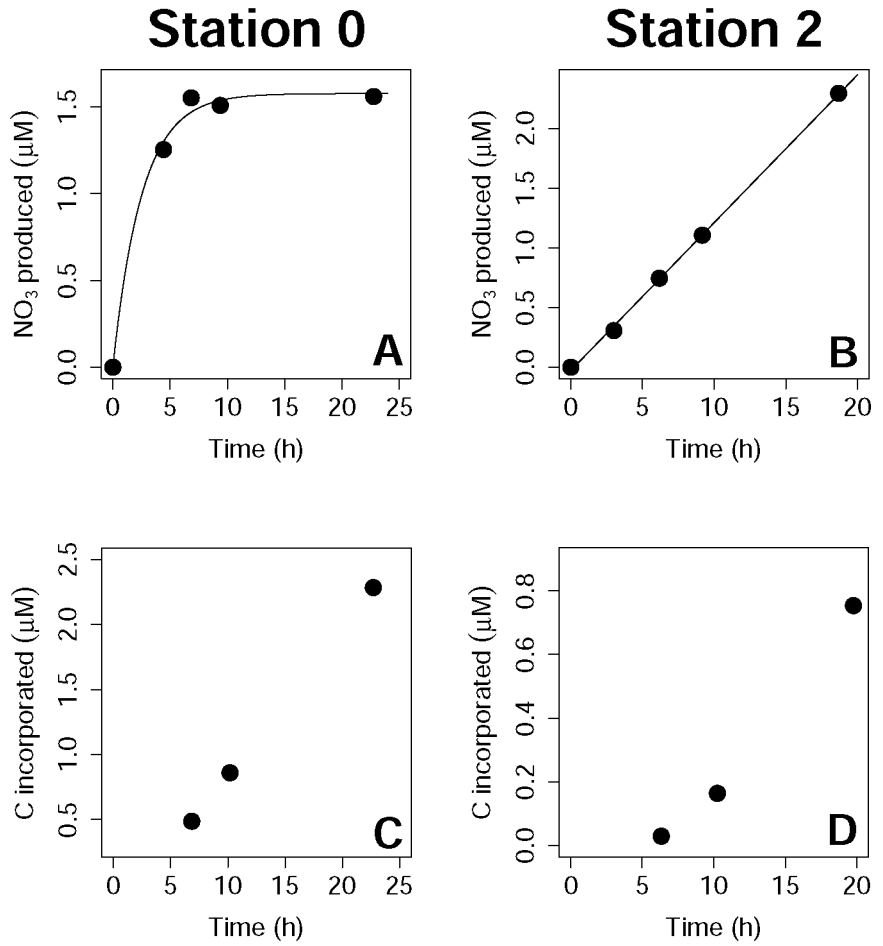 Station 0
Station 2
NO3 produced (μM)
0.0 0.5 1.0 1.5
A
0 5 10 15 20 25
Time (h)
NO3 produced (μM)
0.0 0.5 1.0 1.5 2.0
B
0 5 10 15 20
Time (h)
C incorporated (μM)
0.5 1.0 1.5 2.0 2.5
C
0 5 10 15 20 25
Time (h)
C incorporated (μM)
0.0 0.2 0.4 0.6 0.8
D
0 5 10 15 20
Time (h)